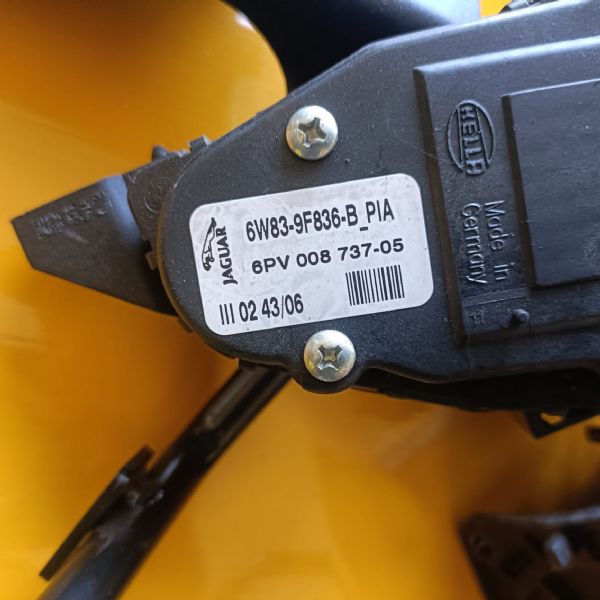 6W83-9F836-B_PIA
JAGUAR
6PV 008 737-05
III 02 43/06
HELLA
Made in
Germany